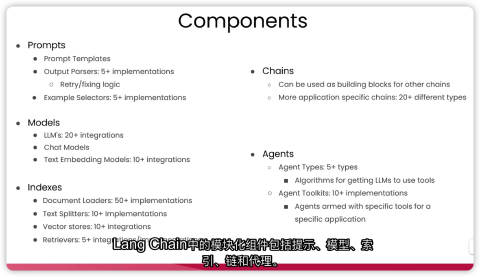 Components
Prompts
Prompt Templates
Output Parsers: 5+ implementations
Retry/fixing logic
Example Selectors: 5+ implementations
Models
LLM's: 20+ integrations
Chat Models
Text Embedding Models: 10+ integrations
Indexes
Document Loaders: 50+ implementations
Text Splitters: 10+ implementations
Vector stores: 10+ integrations
Retrievers: 5+ integrations/
Chains
Can be used as building blocks for other chains
More application specific chains: 20+ different types
Agents
Agent Types: 5+ types
Algorithms for getting LLMs to use tools
Agent Toolkits: 10+ implementations
Agents armed with specific tools for a
specific application
Lang Chain中的模块化组件包括提示、模型、索
引、链和代理。